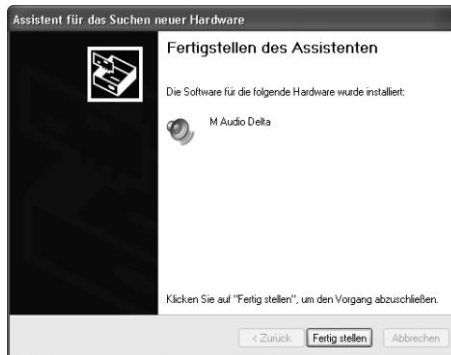 Assistent für das Suchen neuer Hardware
Fertigstellen des Assistenten
Die Software für die folgende Hardware wurde installiert:
M Audio Delta
Klicken Sie auf "Fertig stellen", um den Vorgang abzuschließen.
< Zurück Fertig stellen Abbrechen